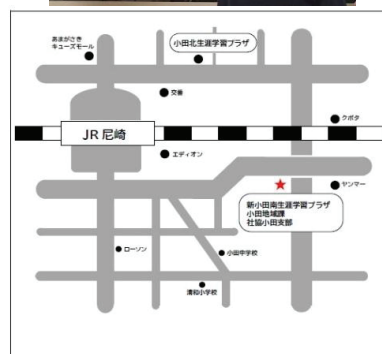 あまがさき
キューズモール
小田北生涯学習プラザ
交番
クボタ
JR 尼崎
エディオン
ヤンマー
新小田南生涯学習プラザ
小田地域課
社協小田支部
ローソン
小田中学校
清和小学校